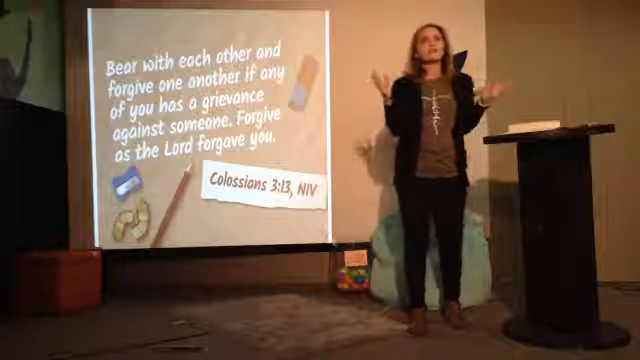 Bear with each other and
forgive one another if any
of you has a grievance
against someone. Forgive
as the Lord forgave you.
Colossians 3:13, NIV